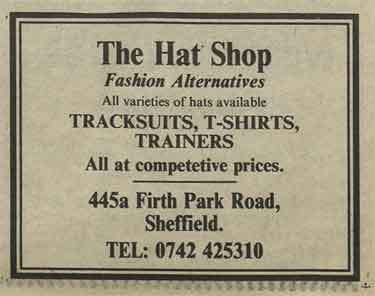 The Hat Shop
Fashion Alternatives
All varieties of hats available
TRACKSUITS, T-SHIRTS,
TRAINERS
All at competetive prices.
445a Firth Park Road,
Sheffield.
TEL: 0742 425310